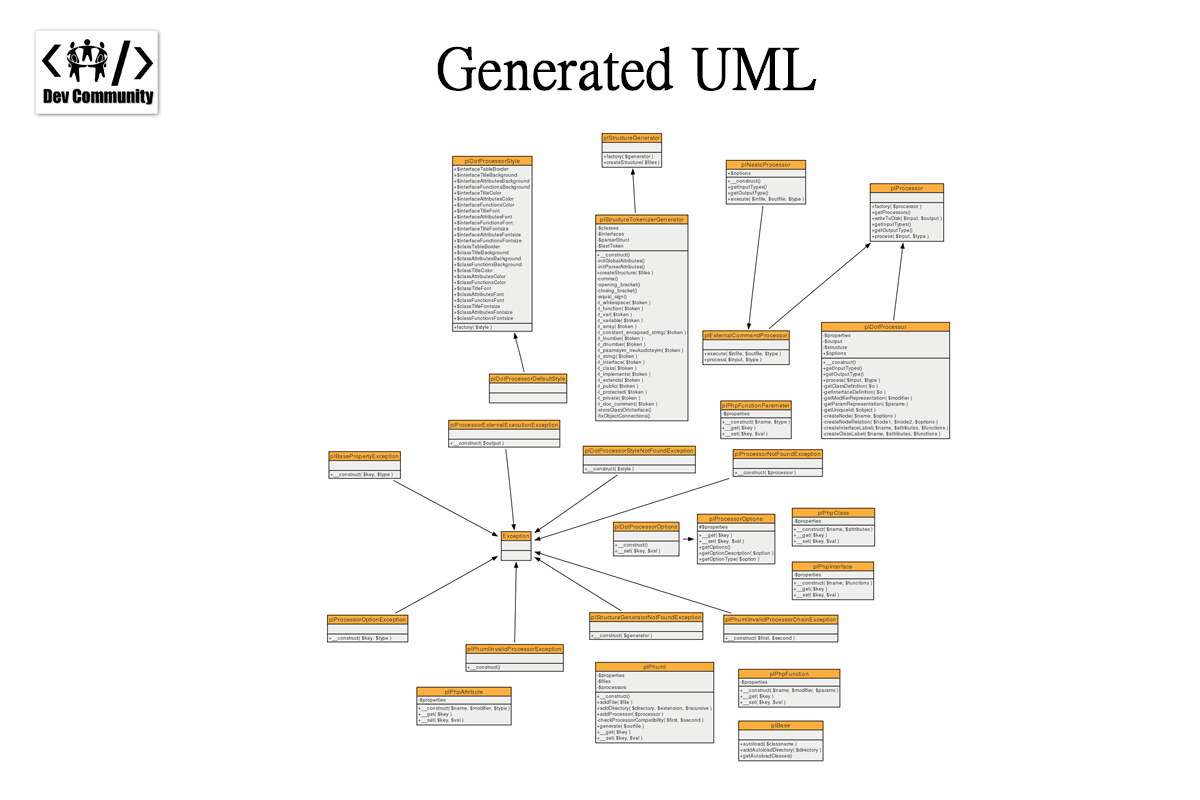 Dev Community
Generated UML
plStructureGenerator
+factory( $generator )
+createStructure( $files )
plDotProcessorStyle
+$interfaceTableBorder
+$interfaceTitleBackground
+$interfaceAttributesBackground
+$interfaceFunctionsBackground
+$interfaceTitleColor
+$interfaceAttributesColor
+$interfaceFunctionsColor
+$interfaceTitleFont
+$interfaceAttributesFont
+$interfaceFunctionsFont
+$interfaceTitleFontsize
+$interfaceAttributesFontsize
+$interfaceFunctionsFontsize
+$classTableBorder
+$classTitleBackground
+$classAttributesBackground
+$classFunctionsBackground
+$classTitleColor
+$classAttributesColor
+$classFunctionsColor
+$classTitleFont
+$classAttributesFont
+$classFunctionsFont
+$classTitleFontsize
+$classAttributesFontsize
+$classFunctionsFontsize
+factory( $style )
plNeatoProcessor
+$options
+__construct()
+getInputTypes()
+getOutputType()
+execute( $infile, $outfile, $type )
plProcessor
+factory( $processor )
+getProcessors()
+writeToDisk( $input, $output )
+getInputTypes()
+getOutputType()
+process( $input, $type )
plStructureTokenizerGenerator
-$classes
-$interfaces
-$parserStruct
-$lastToken
+__construct()
-initGlobalAttributes()
-initParserAttributes()
+createStructure( $files )
-comma()
-opening_bracket()
-closing_bracket()
-equal_sign()
-t_whitespace( $token )
-t_function( $token )
-t_var( $token )
-t_variable( $token )
-t_array( $token )
-t_constant_encapsed_string( $token )
-t_lnumber( $token )
-t_dnumber( $token )
-t_paamayim_neukudotayim( $token )
-t_string( $token )
-t_interface( $token )
-t_class( $token )
-t_implements( $token )
-t_extends( $token )
-t_public( $token )
-t_protected( $token )
-t_private( $token )
-t_doc_comment( $token )
-storeClassOrInterface()
-fixObjectConnections()
plExternalCommandProcessor
+execute( $infile, $outfile, $type )
+process( $input, $type )
plDotProcessor
-$properties
-$output
-$structure
+$options
+__construct()
+getInputTypes()
+getOutputType()
+process( $input, $type )
-getClassDefinition( $o )
-getInterfaceDefinition( $o )
-getModifierRepresentation( $modifier )
-getParamRepresentation( $params )
-getUniqueId( $object )
-createNode( $name, $options )
-createNodeRelation( $node1, $node2, $options )
-createInterfaceLabel( $name, $attributes, $functions )
-createClassLabel( $name, $attributes, $functions )
plDotProcessorDefaultStyle
plPhpFunctionParameter
-$properties
+__construct( $name, $type )
+__get( $key )
+__set( $key, $val )
plProcessorExternalExecutionException
+__construct( $output )
plBasePropertyException
+__construct( $key, $type )
plDotProcessorStyleNotFoundException
+__construct( $style )
plProcessorNotFoundException
+__construct( $processor )
Exception
plDotProcessorOptions
+__construct()
+__set( $key, $val )
plProcessorOptions
#$properties
+__get( $key )
+__set( $key, $val )
+getOptions()
+getOptionDescription( $option )
+getOptionType( $option )
plPhpClass
-$properties
+__construct( $name, $attributes )
+__get( $key )
+__set( $key, $val )
plPhpInterface
-$properties
+__construct( $name, $functions )
+__get( $key )
+__set( $key, $val )
plProcessorOptionException
+__construct( $key, $type )
plStructureGeneratorNotFoundException
+__construct( $generator )
plPhumlInvalidProcessorChainException
+__construct( $first, $second )
plPhumlInvalidProcessorException
+__construct()
plPhuml
-$properties
-$files
-$processors
+__construct()
+addFile( $file )
+addDirectory( $directory, $extension, $recursive )
+addProcessor( $processor )
-checkProcessorCompatibility( $first, $second )
+generate( $outfile )
+__get( $key )
+__set( $key, $val )
plPhpFunction
-$properties
+__construct( $name, $modifier, $params )
+__get( $key )
+__set( $key, $val )
plPhpAttribute
-$properties
+__construct( $name, $modifier, $type )
+__get( $key )
+__set( $key, $val )
plBase
+autoload( $classname )
+addAutoloadDirectory( $directory )
+getAutoloadClasses()